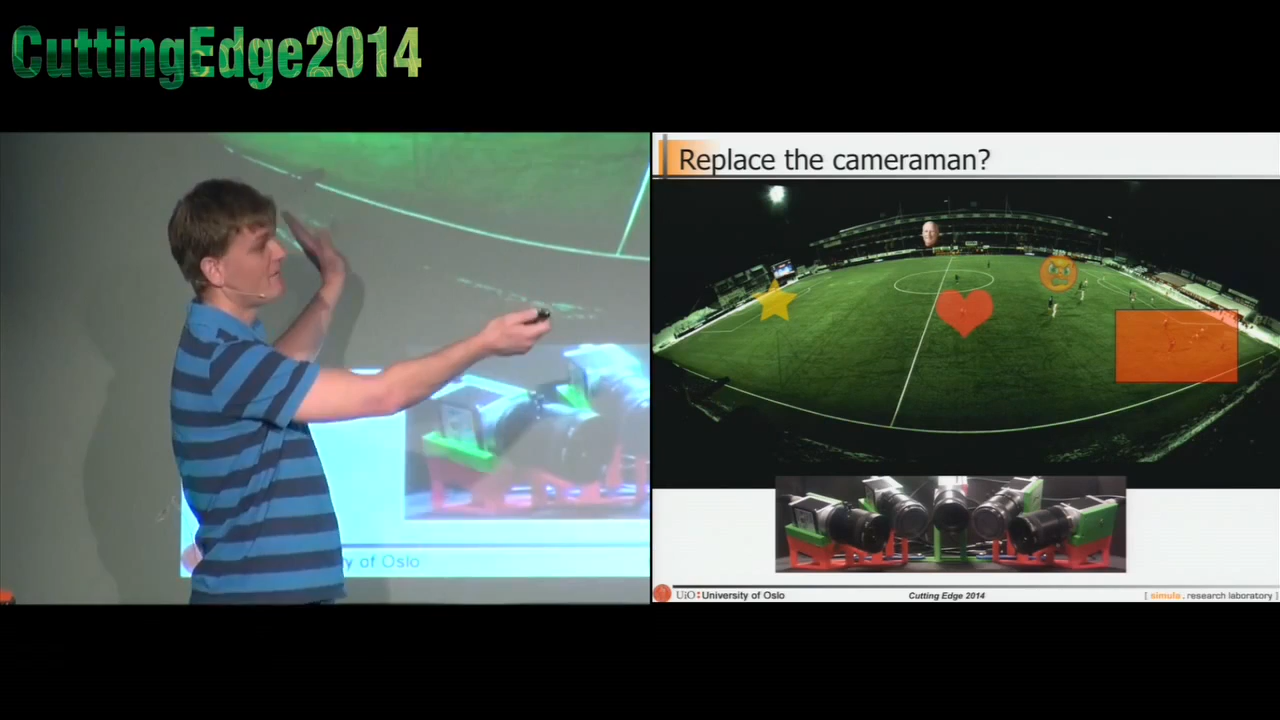 CuttingEdge2014
Replace the cameraman?
y of Oslo
UiO: University of Oslo
Cutting Edge 2014
[ simula . research laboratory ]